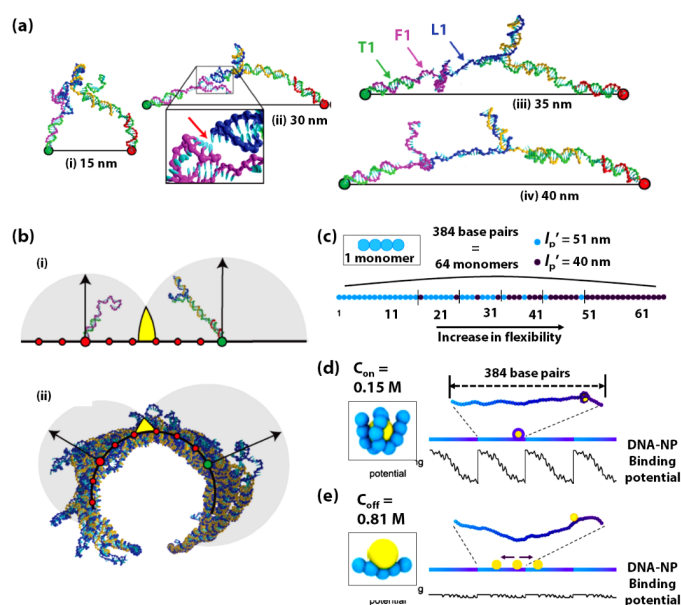 (a)
T1
F1
L1
(i) 15 nm
(ii) 30 nm
(iii) 35 nm
(iv) 40 nm
(b)
(i)
(ii)
(c)
1 monomer
384 base pairs
=
64 monomers
lp′ = 51 nm
lp′ = 40 nm
1 11 21 31 41 51 61
Increase in flexibility
(d)
Con =
0.15 M
384 base pairs
potential
ng
DNA-NP
Binding
potential
(e)
Coff =
0.81 M
potential
ng
DNA-NP
Binding
potential